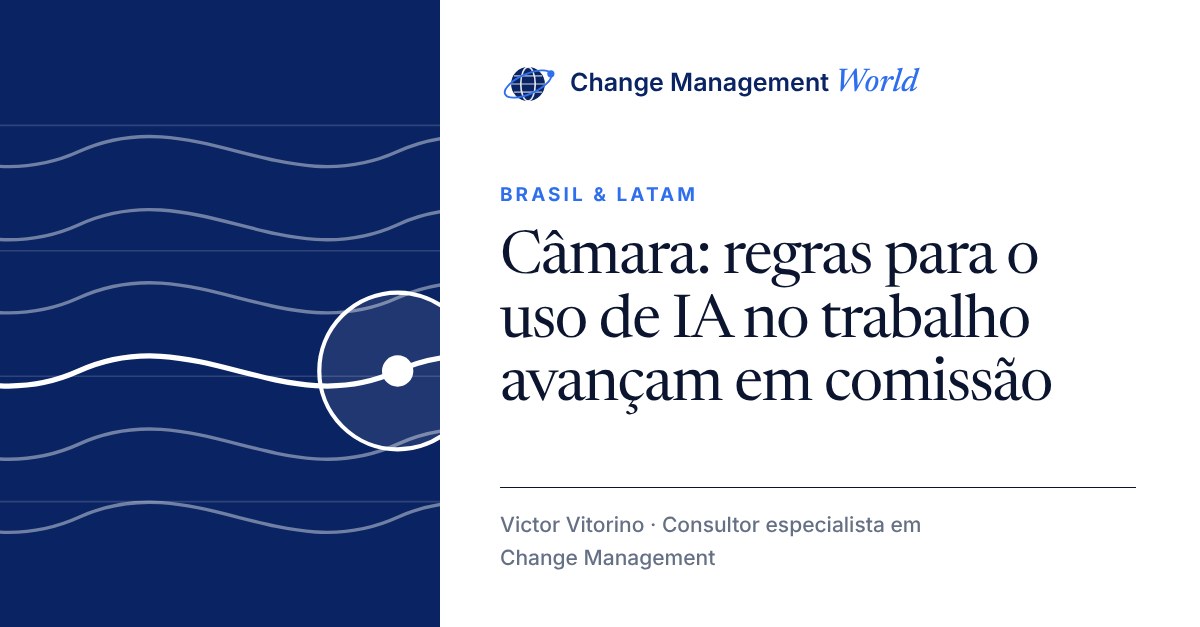 Change Management World
BRASIL & LATAM
Câmara: regras para o
uso de IA no trabalho
avançam em comissão
Victor Vitorino · Consultor especialista em
Change Management